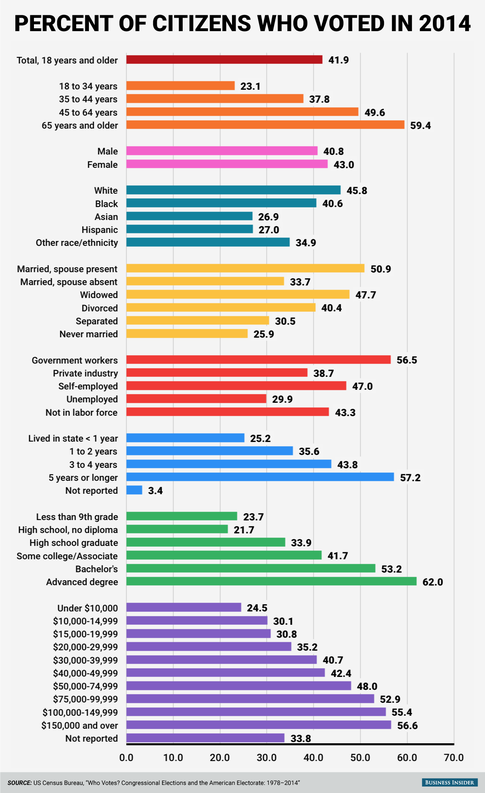 PERCENT OF CITIZENS WHO VOTED IN 2014
Total, 18 years and older 41.9
18 to 34 years 23.1
35 to 44 years 37.8
45 to 64 years 49.6
65 years and older 59.4
Male 40.8
Female 43.0
White 45.8
Black 40.6
Asian 26.9
Hispanic 27.0
Other race/ethnicity 34.9
Married, spouse present 50.9
Married, spouse absent 33.7
Widowed 47.7
Divorced 40.4
Separated 30.5
Never married 25.9
Government workers 56.5
Private industry 38.7
Self-employed 47.0
Unemployed 29.9
Not in labor force 43.3
Lived in state < 1 year 25.2
1 to 2 years 35.6
3 to 4 years 43.8
5 years or longer 57.2
Not reported 3.4
Less than 9th grade 23.7
High school, no diploma 21.7
High school graduate 33.9
Some college/Associate 41.7
Bachelor's 53.2
Advanced degree 62.0
Under $10,000 24.5
$10,000-14,999 30.1
$15,000-19,999 30.8
$20,000-29,999 35.2
$30,000-39,999 40.7
$40,000-49,999 42.4
$50,000-74,999 48.0
$75,000-99,999 52.9
$100,000-149,999 55.4
$150,000 and over 56.6
Not reported 33.8
0.0 10.0 20.0 30.0 40.0 50.0 60.0 70.0
SOURCE: US Census Bureau, "Who Votes? Congressional Elections and the American Electorate: 1978–2014" BUSINESS INSIDER